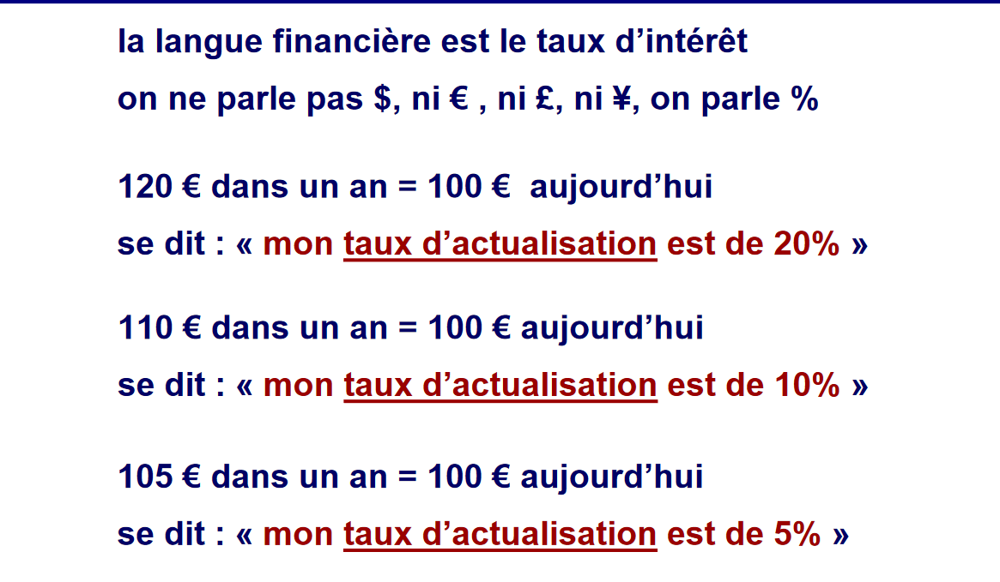 la langue financière est le taux d’intérêt
on ne parle pas $, ni € , ni £, ni ¥, on parle %
120 € dans un an = 100 €  aujourd’hui
se dit : « mon taux d’actualisation est de 20% »
110 € dans un an = 100 € aujourd’hui
se dit : « mon taux d’actualisation est de 10% »
105 € dans un an = 100 € aujourd’hui
se dit : « mon taux d’actualisation est de 5% »